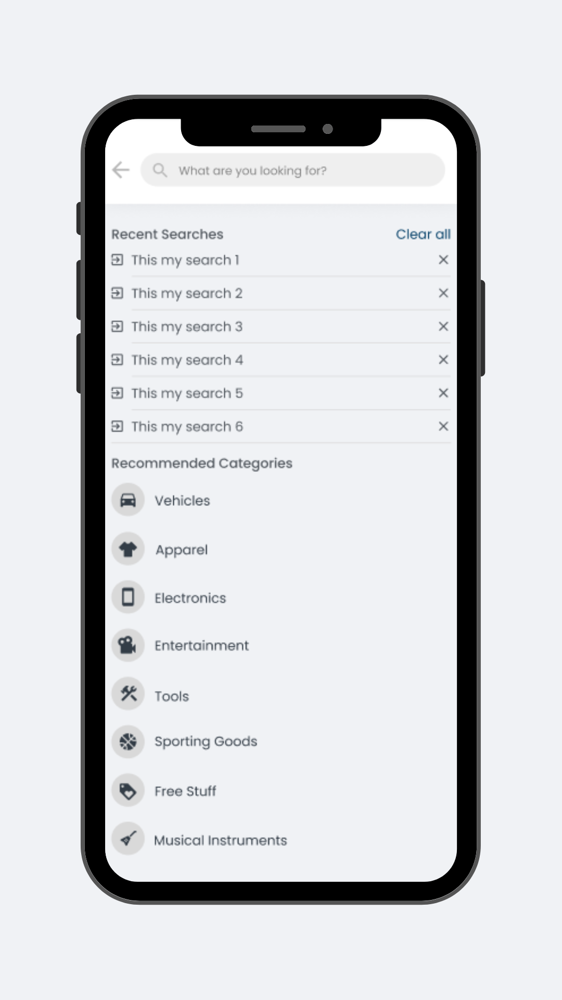 What are you looking for?
Recent Searches Clear all
This my search 1
This my search 2
This my search 3
This my search 4
This my search 5
This my search 6
Recommended Categories
Vehicles
Apparel
Electronics
Entertainment
Tools
Sporting Goods
Free Stuff
Musical Instruments